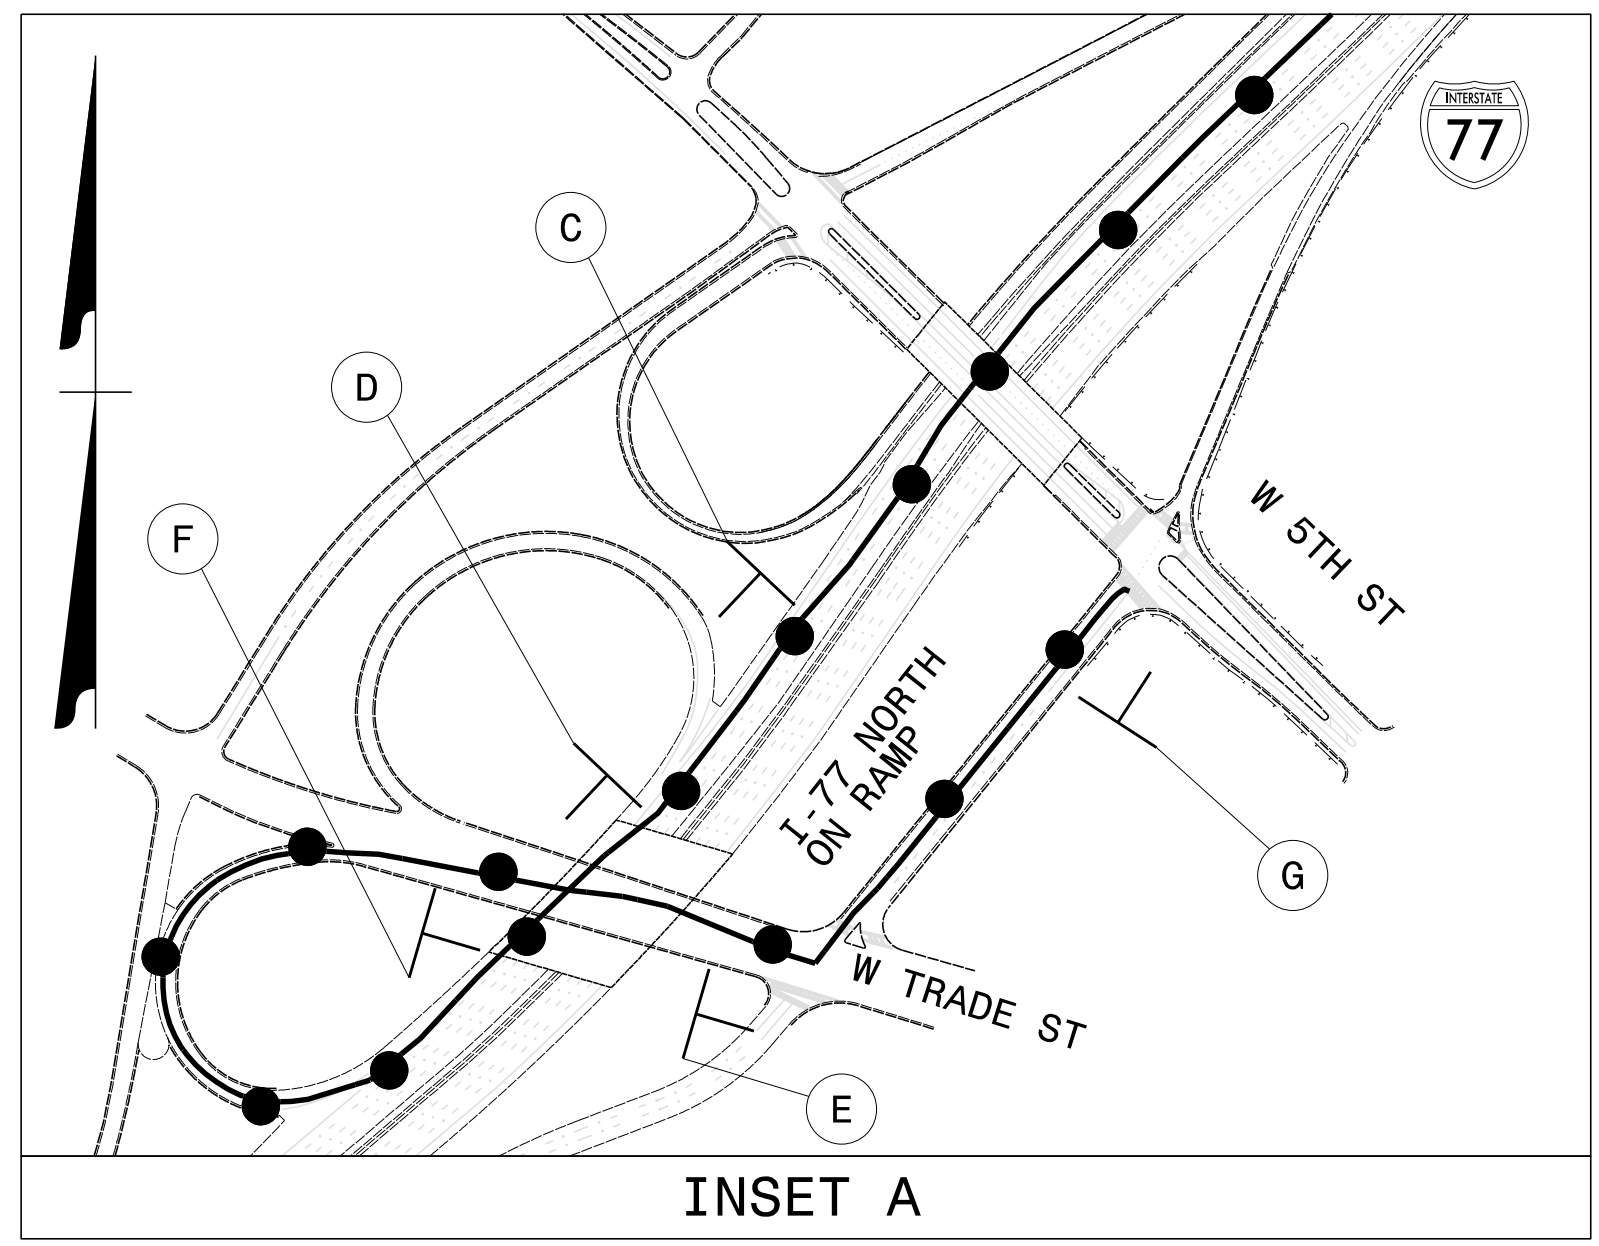 INTERSTATE
77
C
D
F
W 5TH ST
I-77 NORTH
ON RAMP
G
W TRADE ST
E
INSET A